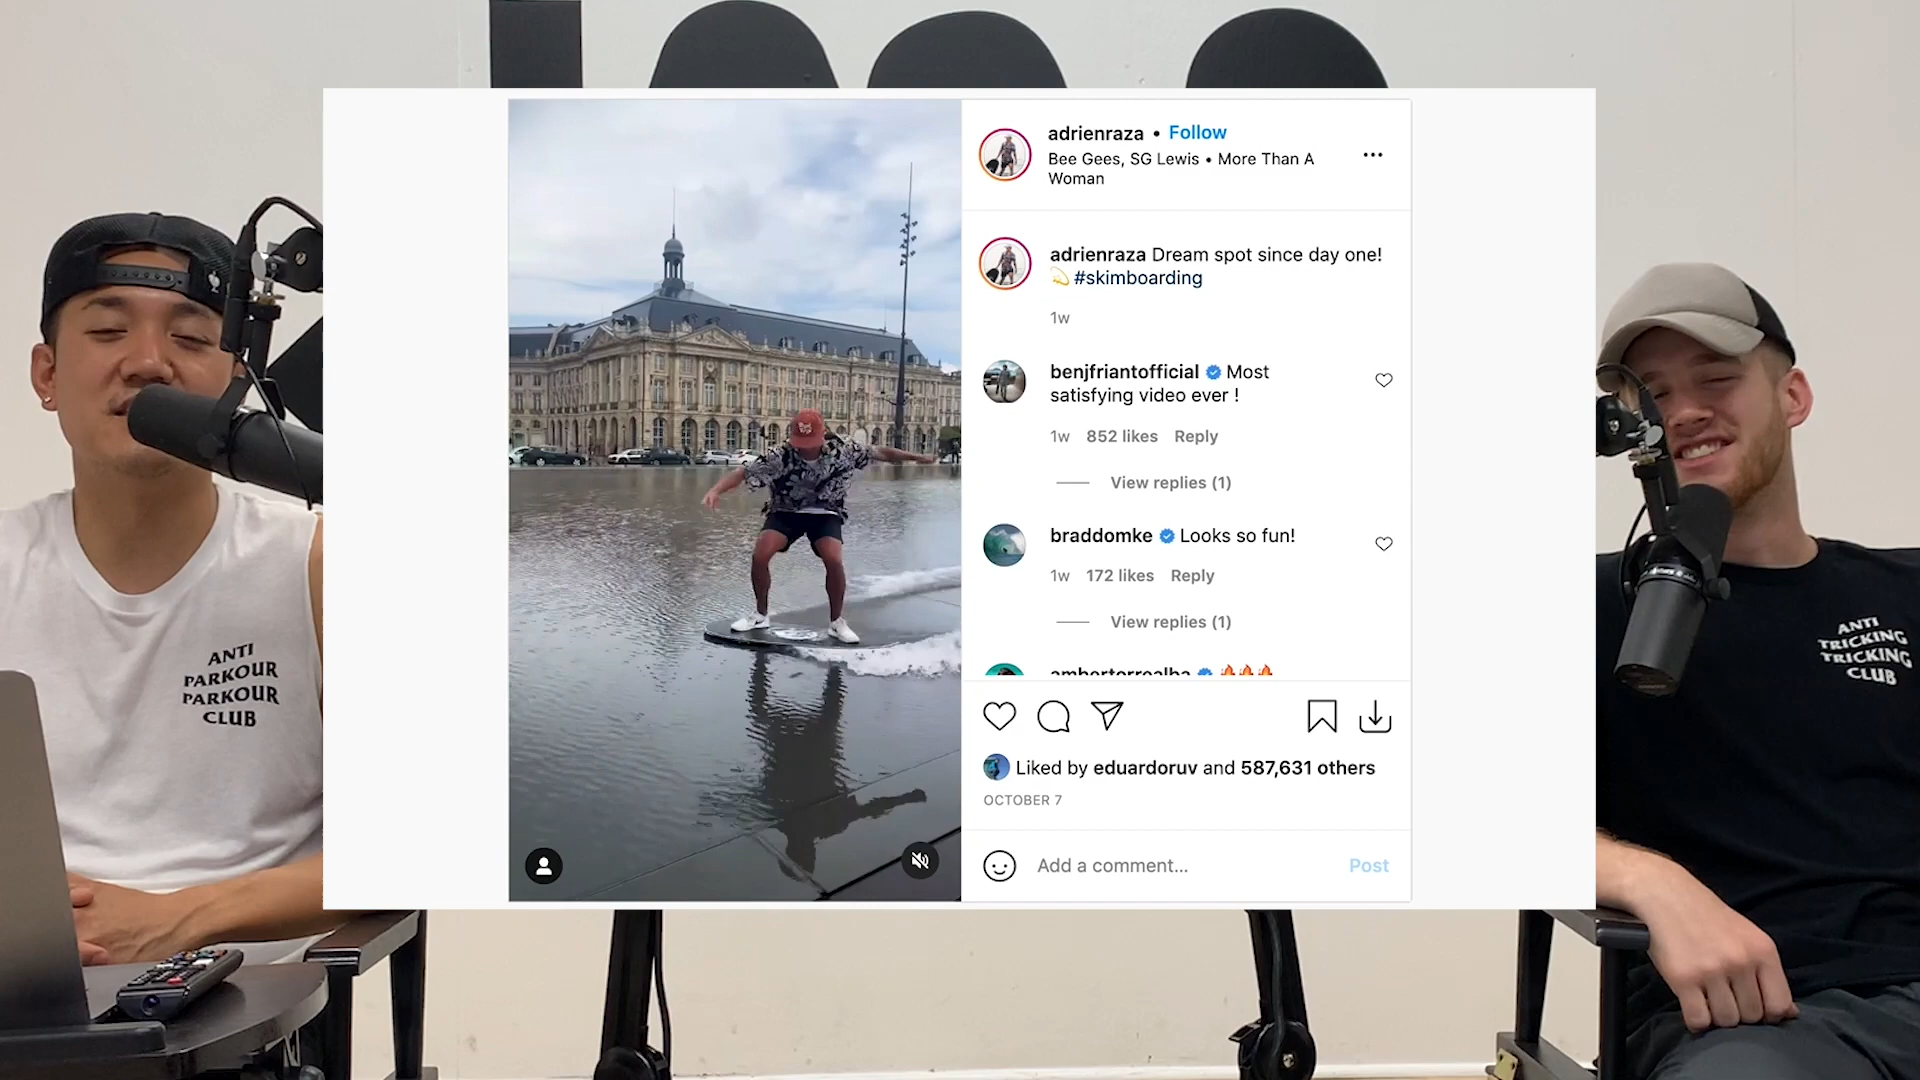 adrienraza • Follow
Bee Gees, SG Lewis • More Than A
Woman
adrienraza Dream spot since day one!
💫 #skimboarding
1w
benjfriantofficial Most
satisfying video ever !
1w 852 likes Reply
View replies (1)
braddomke Looks so fun!
1w 172 likes Reply
View replies (1)
ambertorrealba 🔥🔥🔥
Liked by eduardoruv and 587,631 others
OCTOBER 7
Add a comment... Post
ANTI
PARKOUR
PARKOUR
CLUB
ANTI
TRICKING
TRICKING
CLUB